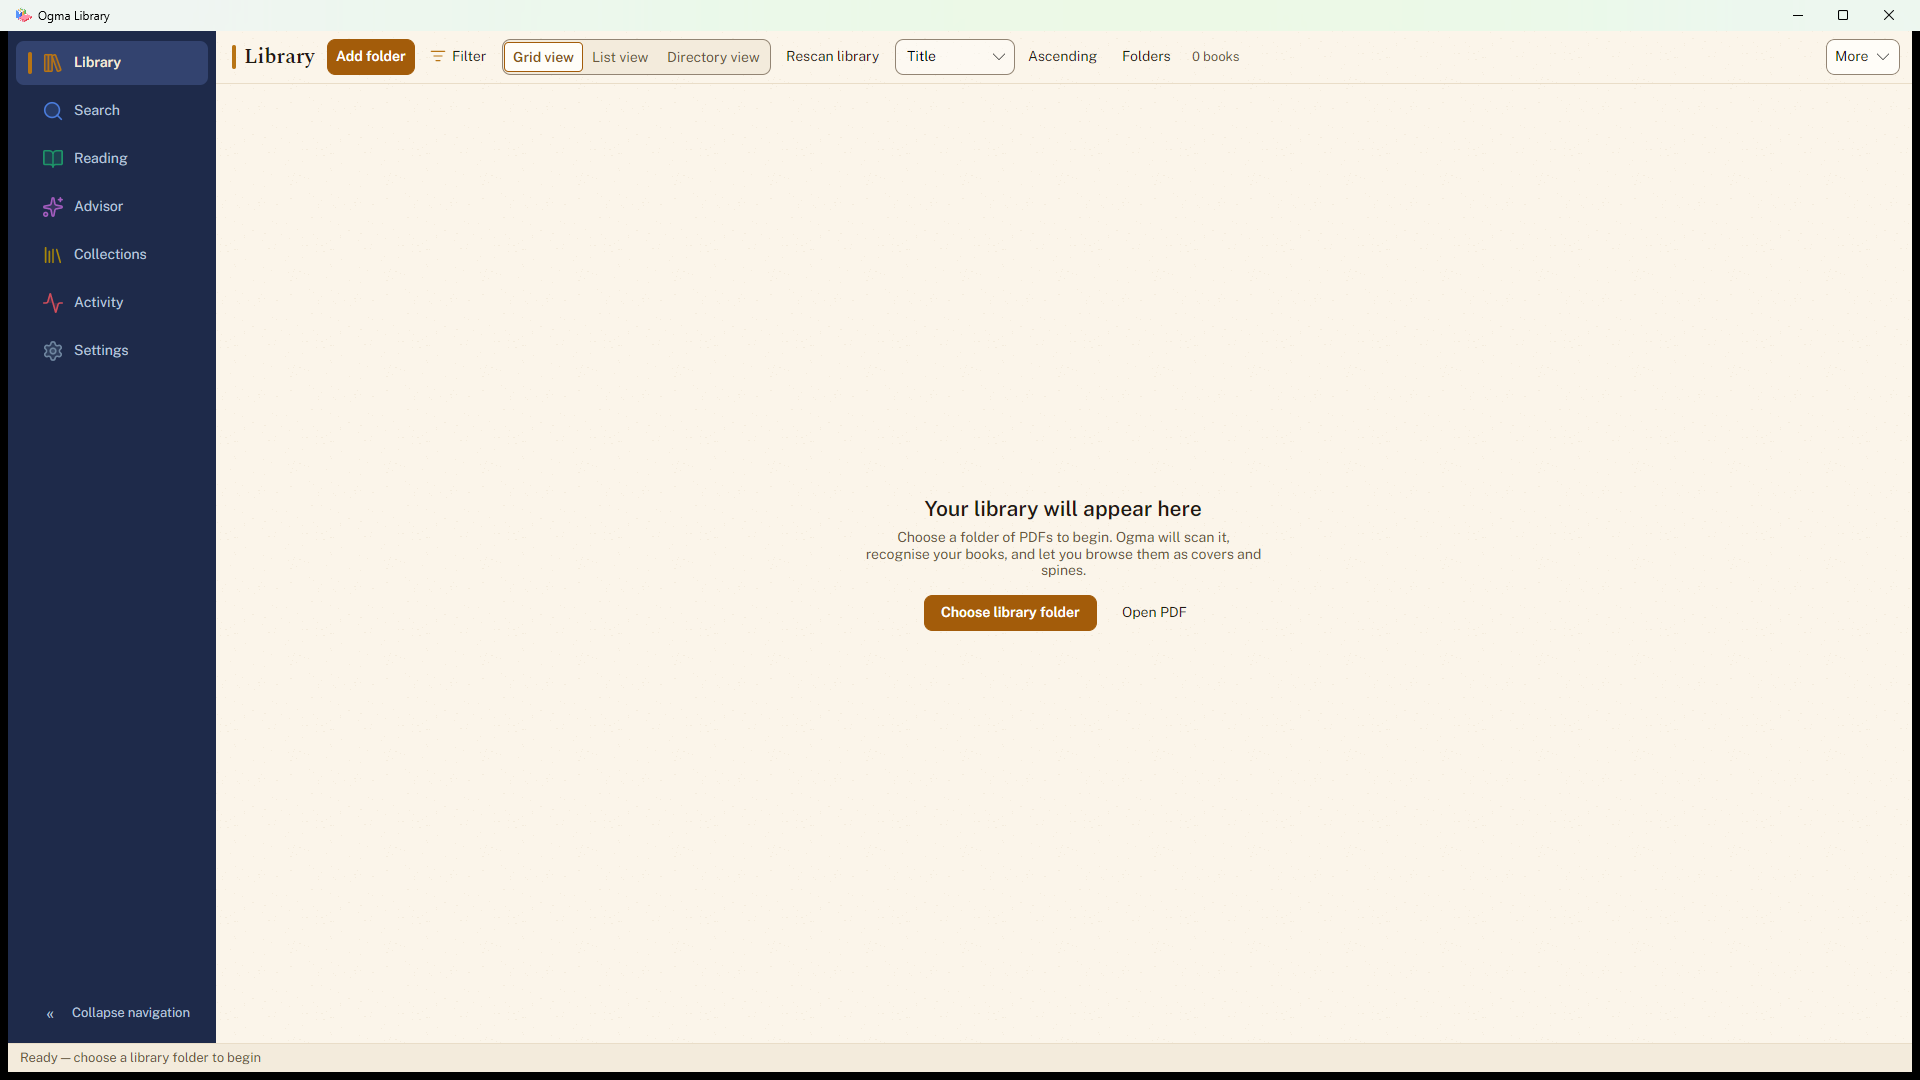 Ogma Library
Library
Search
Reading
Advisor
Collections
Activity
Settings
« Collapse navigation
Library
Add folder
Filter
Grid view
List view
Directory view
Rescan library
Title
Ascending
Folders
0 books
More
Your library will appear here
Choose a folder of PDFs to begin. Ogma will scan it,
recognise your books, and let you browse them as covers and
spines.
Choose library folder
Open PDF
Ready — choose a library folder to begin